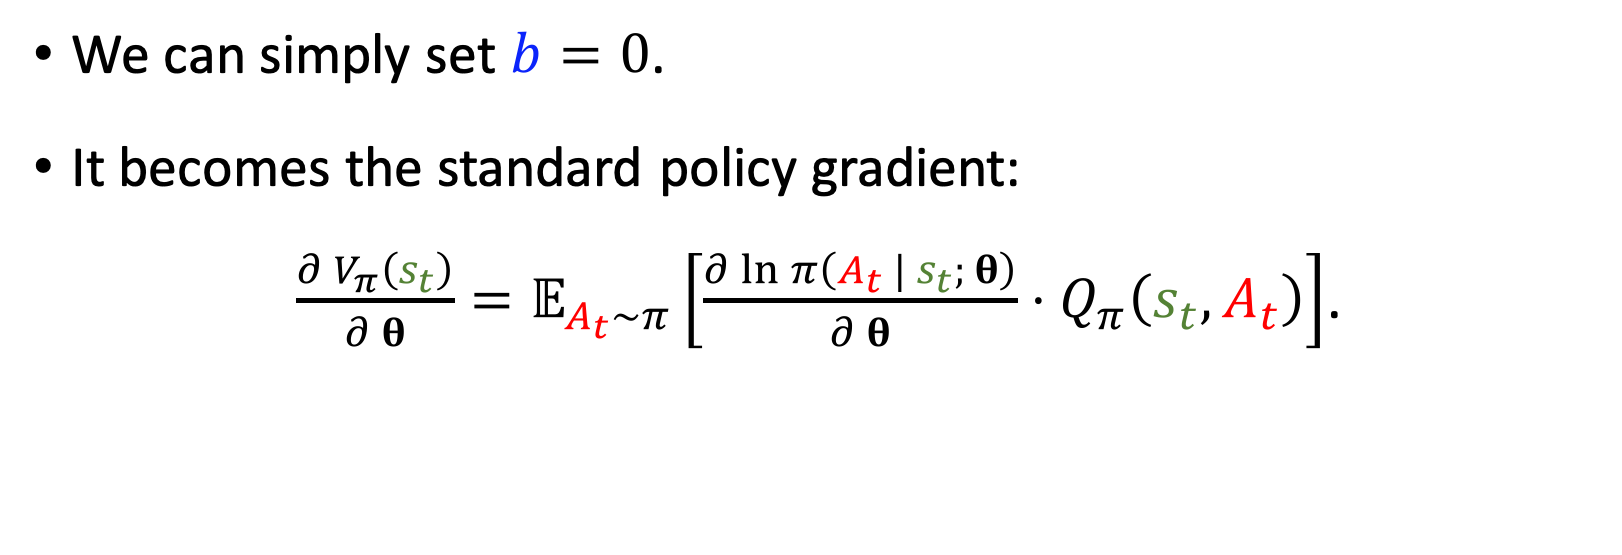 • We can simply set b = 0.
• It becomes the standard policy gradient:
∂ V_π(s_t) / ∂ θ = 𝔼_{A_t∼π} [ ∂ ln π(A_t | s_t; θ) / ∂ θ · Q_π(s_t, A_t) ].